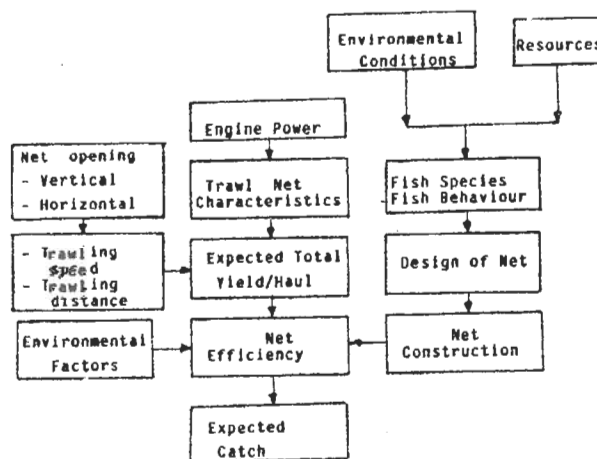 Environmental
Conditions
Resources
Engine Power
Net opening
- Vertical
- Horizontal
Trawl Net
Characteristics
Fish Species
Fish Behaviour
- Trawling
speed
- Trawling
distance
Expected Total
Yield/Haul
Design of Net
Environmental
Factors
Net
Efficiency
Net
Construction
Expected
Catch